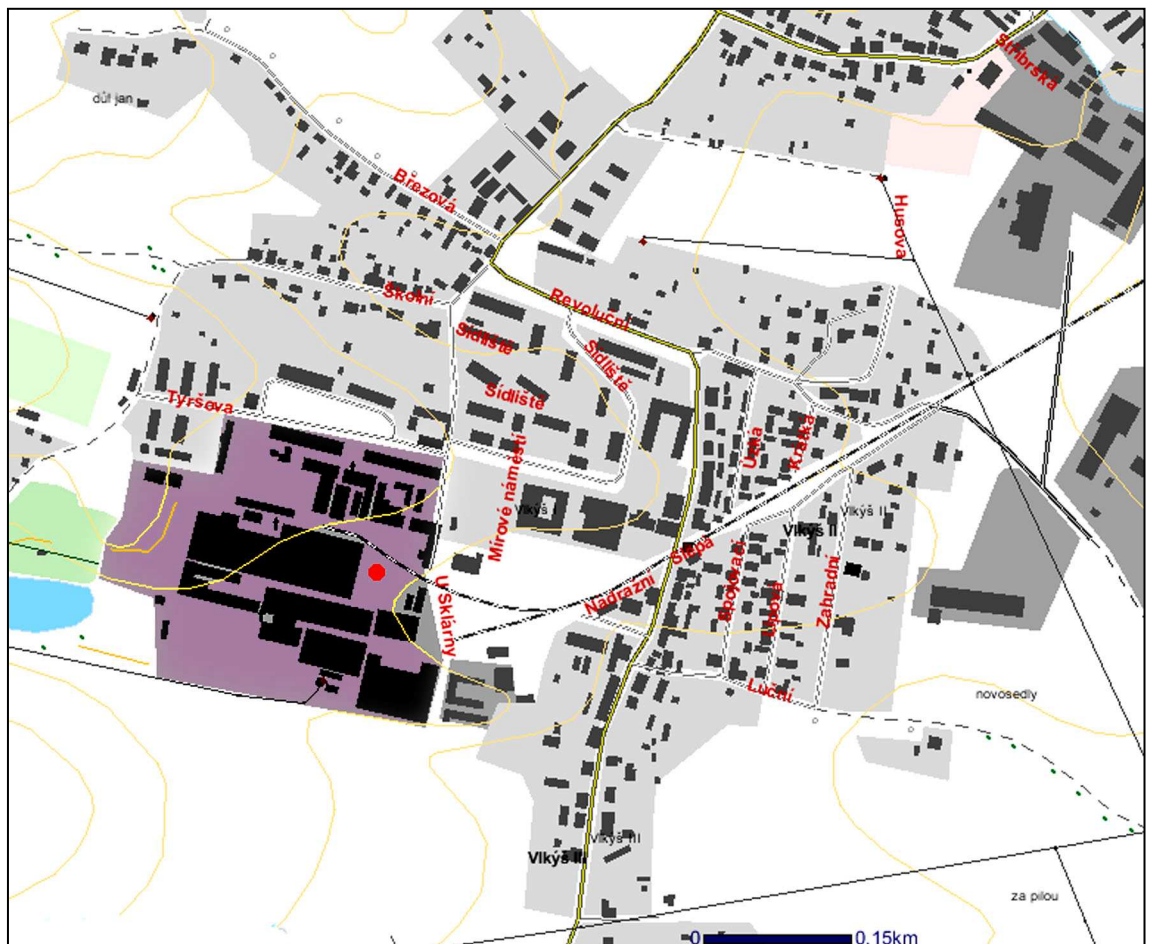 Stříbrská
důl jan
Březová
Husova
Školní
Revoluční
Sídliště
Sídliště
Sídliště
Tyršova
Úzká
Krátká
Mírové náměstí
Vlkýš I
Vlkýš II
Vlkýš II
Slepá
Nádražní
U Sklárny
Spojovací
Lipová
Zahradní
Luční
novosedly
Vlkýš III
Vlkýš III
za pilou
0 0.15km